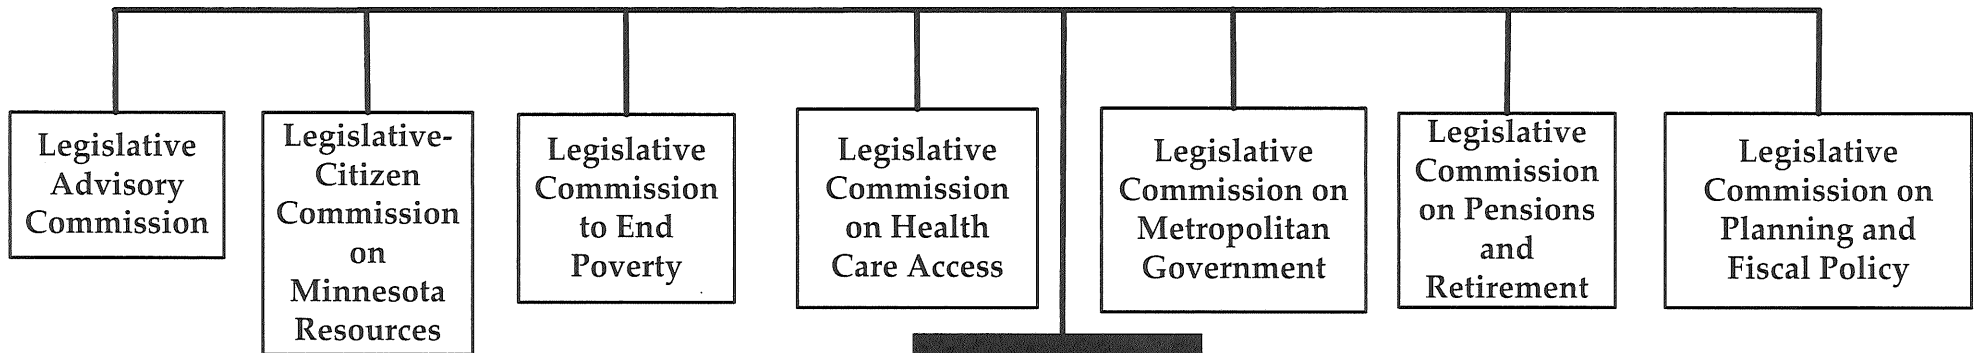 Legislative
Advisory
Commission
Legislative-
Citizen
Commission
on
Minnesota
Resources
Legislative
Commission
to End
Poverty
Legislative
Commission
on Health
Care Access
Legislative
Commission on
Metropolitan
Government
Legislative
Commission
on Pensions
and
Retirement
Legislative
Commission on
Planning and
Fiscal Policy